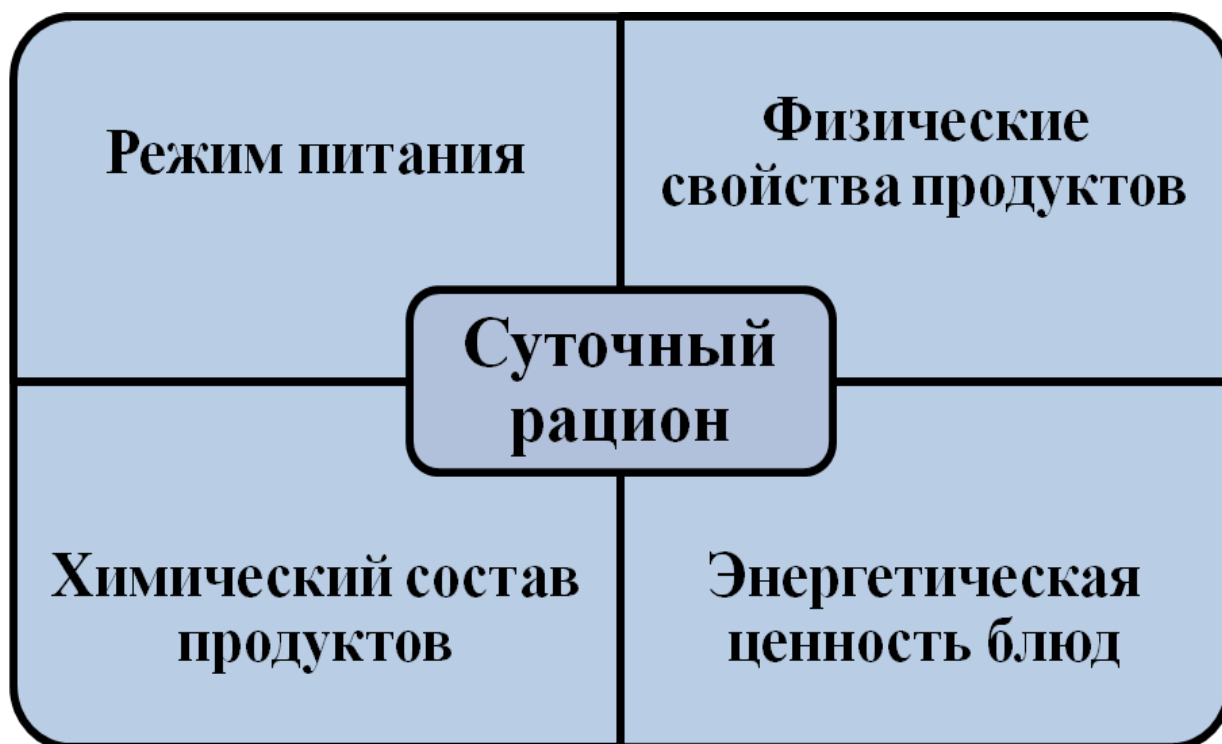 Режим питания
Физические
свойства продуктов
Суточный
рацион
Химический состав
продуктов
Энергетическая
ценность блюд